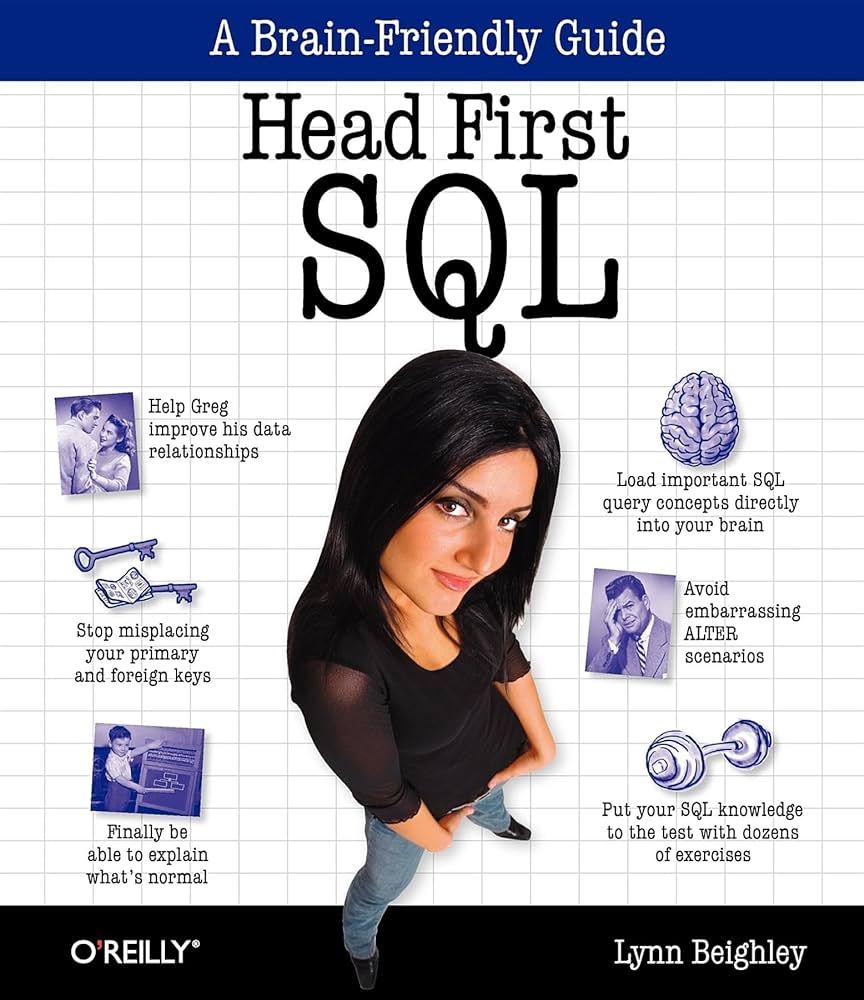 A Brain-Friendly Guide
Head First
SQL
Help Greg
improve his data
relationships
Stop misplacing
your primary
and foreign keys
Finally be
able to explain
what's normal
Load important SQL
query concepts directly
into your brain
Avoid
embarrassing
ALTER
scenarios
Put your SQL knowledge
to the test with dozens
of exercises
O'REILLY®
Lynn Beighley